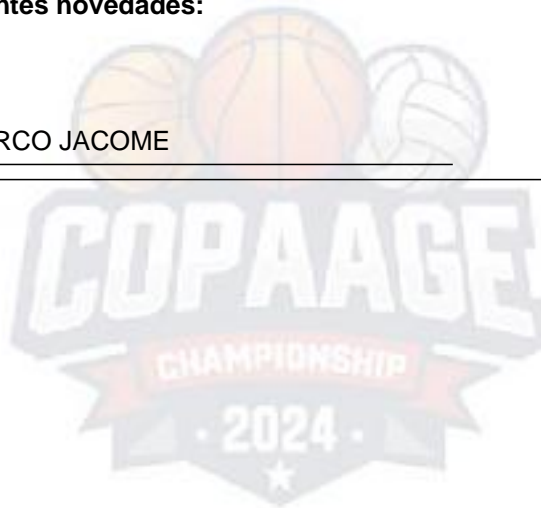 ntes novedades:
RCO JACOME
COPAAGE
CHAMPIONSHIP
· 2024 ·